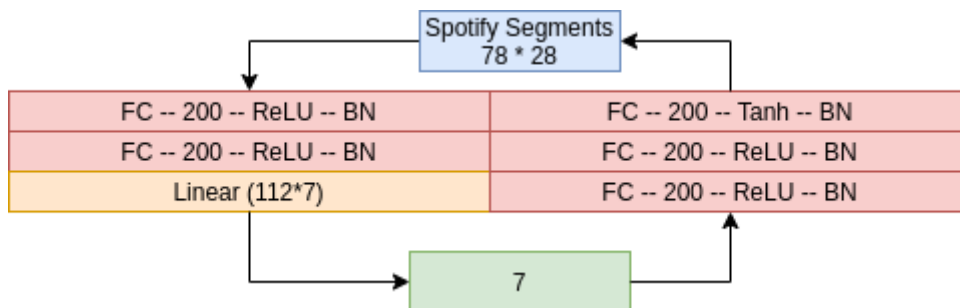 Spotify Segments
78 * 28
FC -- 200 -- ReLU -- BN
FC -- 200 -- Tanh -- BN
FC -- 200 -- ReLU -- BN
FC -- 200 -- ReLU -- BN
Linear (112*7)
FC -- 200 -- ReLU -- BN
7